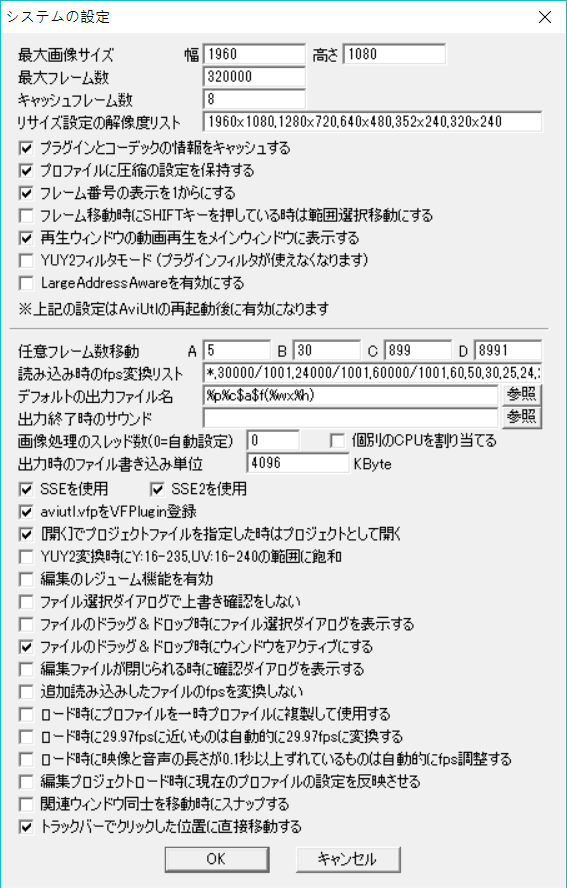 システムの設定
最大画像サイズ 幅 1960 高さ 1080
最大フレーム数 320000
キャッシュフレーム数 8
リサイズ設定の解像度リスト 1960x1080,1280x720,640x480,352x240,320x240
プラグインとコーデックの情報をキャッシュする
プロファイルに圧縮の設定を保持する
フレーム番号の表示を1からにする
フレーム移動時にSHIFTキーを押している時は範囲選択移動にする
再生ウィンドウの動画再生をメインウィンドウに表示する
YUY2フィルタモード (プラグインフィルタが使えなくなります)
LargeAddressAwareを有効にする
※上記の設定はAviUtlの再起動後に有効になります
任意フレーム数移動 A 5 B 30 C 899 D 8991
読み込み時のfps変換リスト *,30000/1001,24000/1001,60000/1001,60,50,30,25,24,
デフォルトの出力ファイル名 %p%c$a$f(%wx%h) 参照
出力終了時のサウンド 参照
画像処理のスレッド数(0=自動設定) 0 個別のCPUを割り当てる
出力時のファイル書き込み単位 4096 KByte
SSEを使用 SSE2を使用
aviutl.vfpをVFPlugin登録
[開く]でプロジェクトファイルを指定した時はプロジェクトとして開く
YUY2変換時にY:16-235,UV:16-240の範囲に飽和
編集のレジューム機能を有効
ファイル選択ダイアログで上書き確認をしない
ファイルのドラッグ＆ドロップ時にファイル選択ダイアログを表示する
ファイルのドラッグ＆ドロップ時にウィンドウをアクティブにする
編集ファイルが閉じられる時に確認ダイアログを表示する
追加読み込みしたファイルのfpsを変換しない
ロード時にプロファイルを一時プロファイルに複製して使用する
ロード時に29.97fpsに近いものは自動的に29.97fpsに変換する
ロード時に映像と音声の長さが0.1秒以上ずれているものは自動的にfps調整する
編集プロジェクトロード時に現在のプロファイルの設定を反映させる
関連ウィンドウ同士を移動時にスナップする
トラックバーでクリックした位置に直接移動する
OK キャンセル